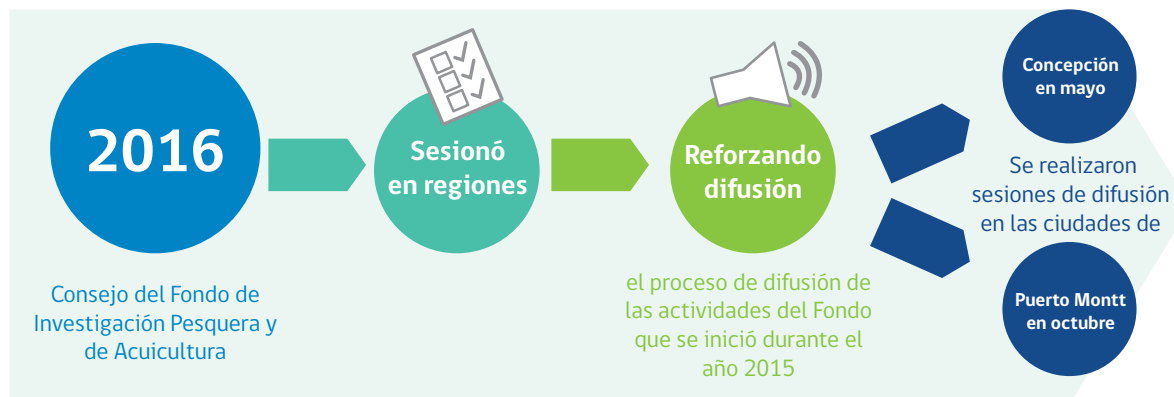 2016
Consejo del Fondo de
Investigación Pesquera y
de Acuicultura
Sesionó
en regiones
Reforzando
difusión
el proceso de difusión de
las actividades del Fondo
que se inició durante el
año 2015
Concepción
en mayo
Se realizaron
sesiones de difusión
en las ciudades de
Puerto Montt
en octubre